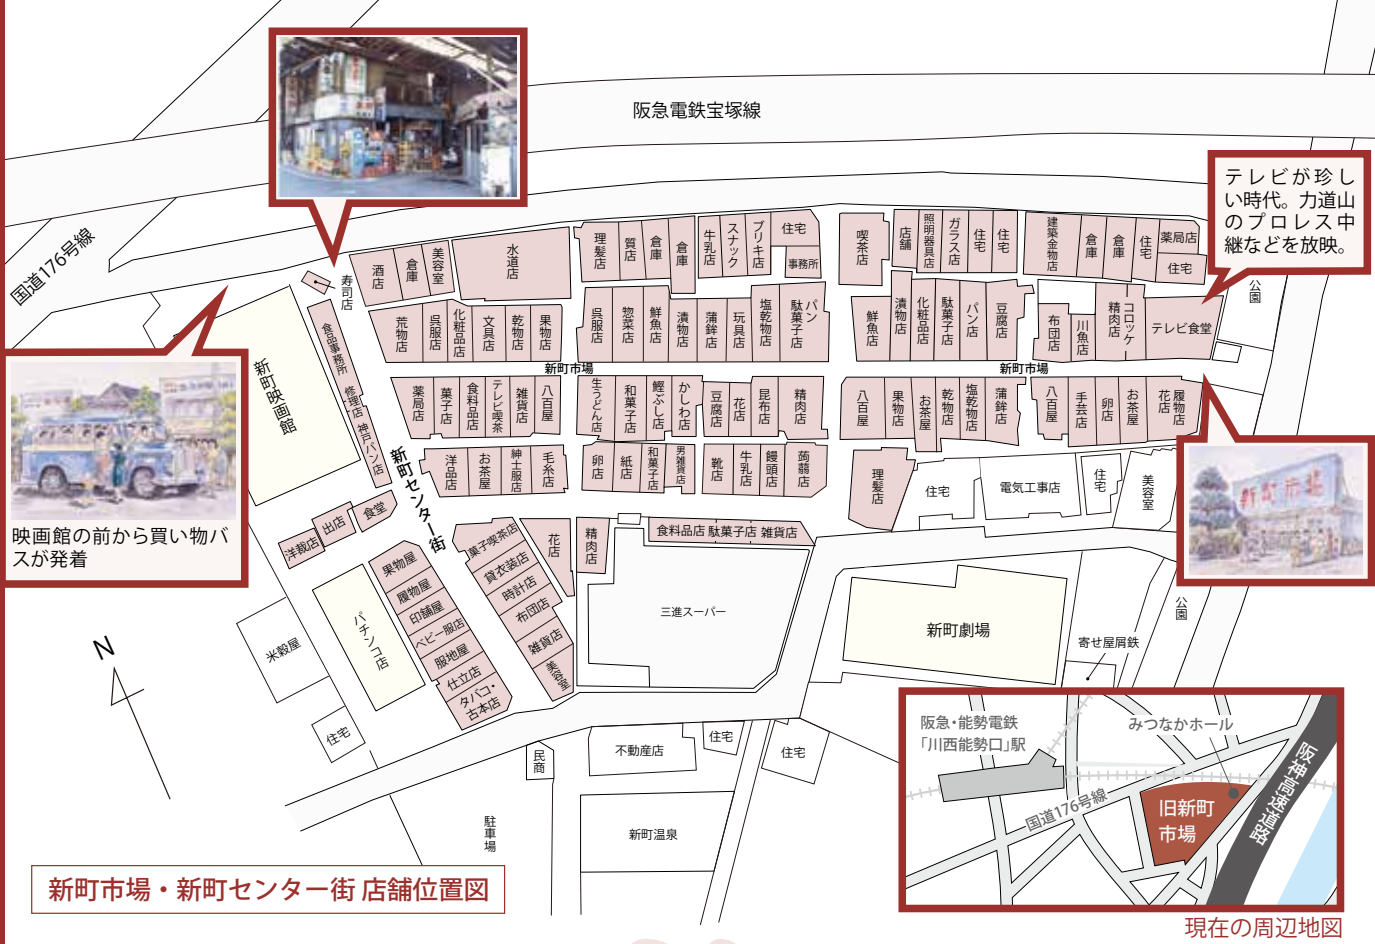 阪急電鉄宝塚線
国道176号線
テレビが珍し
い時代。力道山
のプロレス中
継などを放映。
寿司店
酒店
倉庫
美容室
水道店
理髪店
質店
倉庫
倉庫
牛乳店
スナック
ブリキ店
住宅
事務所
喫茶店
店舗
照明器具店
ガラス店
住宅
住宅
建築金物店
倉庫
倉庫
住宅
薬局店
住宅
公園
荒物店
呉服店
化粧品店
文具店
乾物店
果物店
呉服店
惣菜店
鮮魚店
漬物店
蒲鉾店
玩具店
塩乾物店
パン
駄菓子店
鮮魚店
漬物店
化粧品店
駄菓子店
パン店
豆腐店
布団店
川魚店
コロッケ
精肉店
テレビ食堂
新町市場
新町市場
食品事務所
修理店
神戸パン店
新町映画館
映画館の前から買い物バ
スが発着
薬局店
菓子店
食料品店
テレビ喫茶
雑貨店
八百屋
生うどん店
和菓子店
鰹ぶし店
かしわ店
豆腐店
花店
昆布店
精肉店
八百屋
果物店
お茶屋
乾物店
塩乾物店
蒲鉾店
八百屋
手芸店
卵店
お茶屋
履物店
花店
新町センター街
洋品店
お茶屋
紳士服店
毛糸店
卵店
紙店
和菓子店
男雑貨店
靴店
牛乳店
饅頭店
蒟蒻店
理髪店
住宅
電気工事店
住宅
美容室
新町市場
洋裁店
出店
食堂
果物屋
履物屋
印舗屋
ベビー服店
服地屋
仕立店
タバコ・
古本店
菓子喫茶店
貸衣装店
時計店
布団店
雑貨店
美容室
花店
精肉店
食料品店 駄菓子店 雑貨店
三進スーパー
新町劇場
公園
寄せ屋屑鉄
パチンコ店
米穀屋
住宅
N
民商
不動産店
住宅
住宅
新町温泉
駐車場
新町市場・新町センター街 店舗位置図
阪急・能勢電鉄
「川西能勢口」駅
みつなかホール
国道176号線
旧新町
市場
阪神高速道路
現在の周辺地図